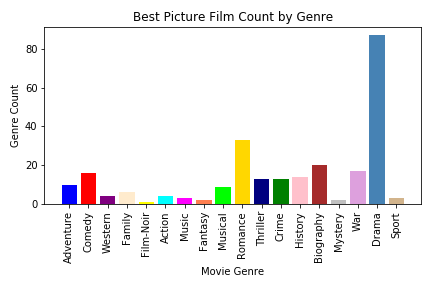 Best Picture Film Count by Genre
Genre Count
80
60
40
20
0
Adventure
Comedy
Western
Family
Film-Noir
Action
Music
Fantasy
Musical
Romance
Thriller
Crime
History
Biography
Mystery
War
Drama
Sport
Movie Genre